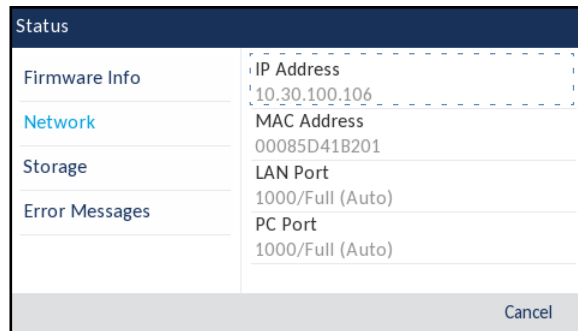 Status
Firmware Info
Network
Storage
Error Messages
IP Address
10.30.100.106
MAC Address
00085D41B201
LAN Port
1000/Full (Auto)
PC Port
1000/Full (Auto)
Cancel